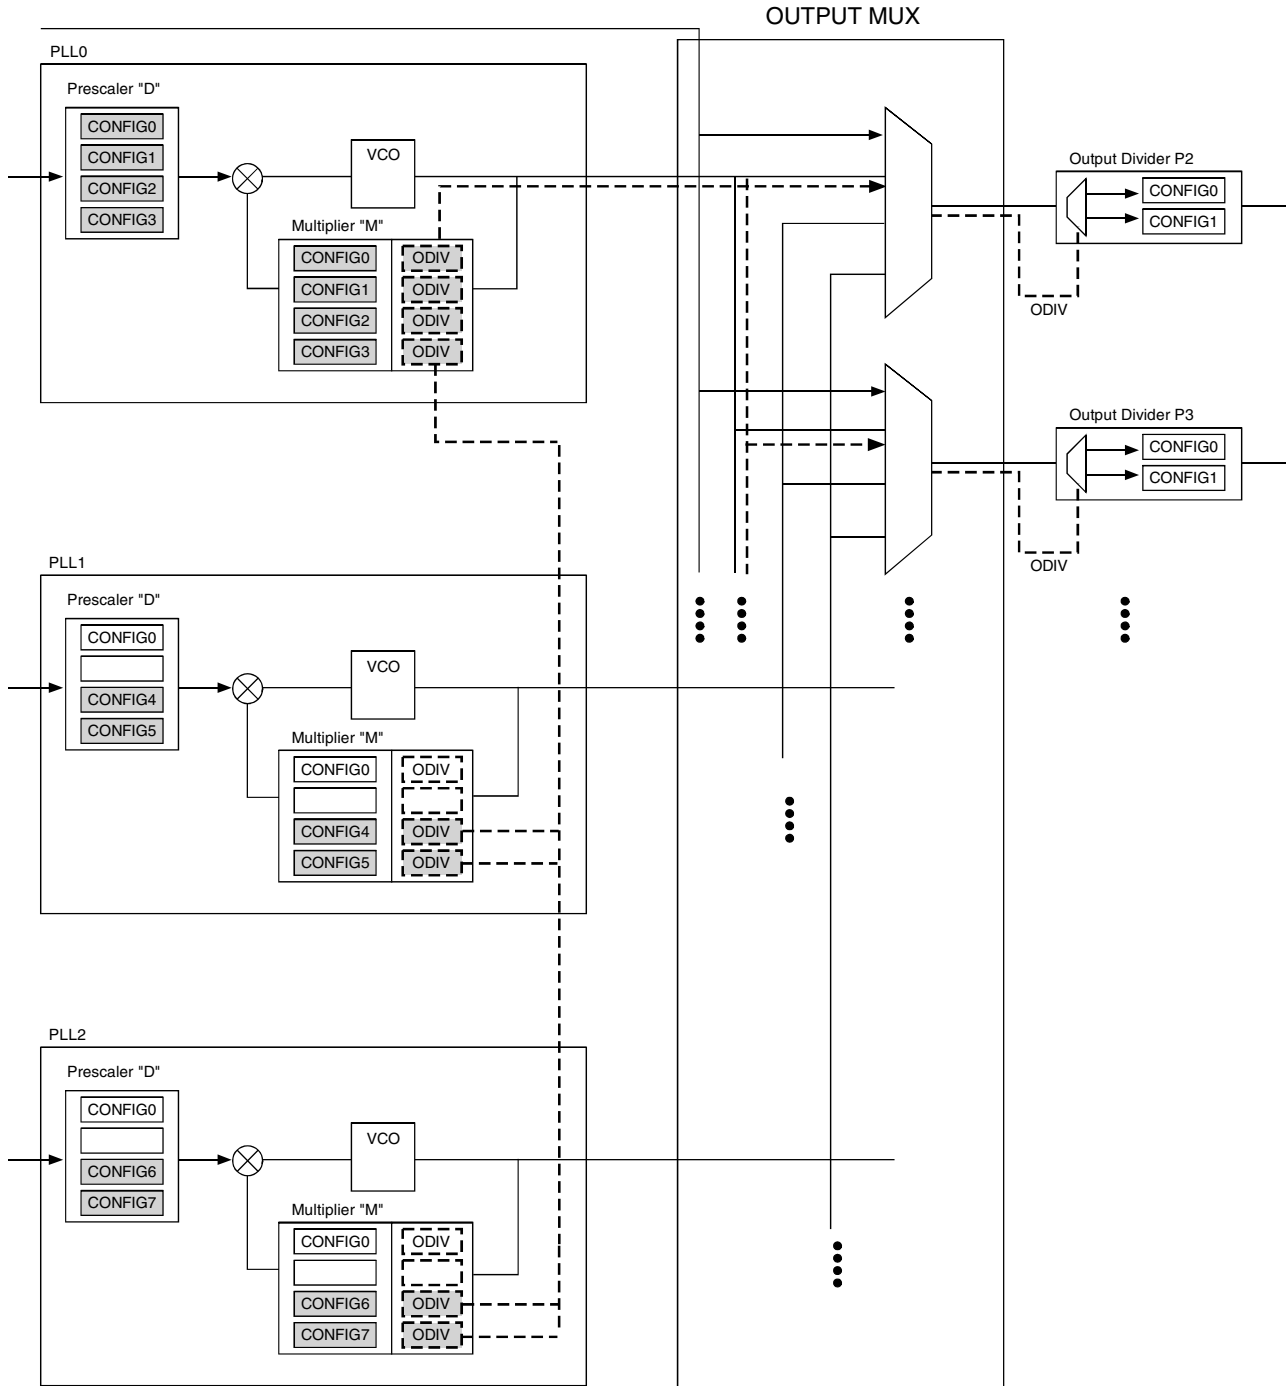 OUTPUT MUX
PLL0
Prescaler "D"
CONFIG0
CONFIG1
CONFIG2
CONFIG3
VCO
Multiplier "M"
CONFIG0 ODIV
CONFIG1 ODIV
CONFIG2 ODIV
CONFIG3 ODIV
Output Divider P2
CONFIG0
CONFIG1
ODIV
Output Divider P3
CONFIG0
CONFIG1
ODIV
PLL1
Prescaler "D"
CONFIG0
CONFIG4
CONFIG5
VCO
Multiplier "M"
CONFIG0 ODIV
CONFIG4 ODIV
CONFIG5 ODIV
PLL2
Prescaler "D"
CONFIG0
CONFIG6
CONFIG7
VCO
Multiplier "M"
CONFIG0 ODIV
CONFIG6 ODIV
CONFIG7 ODIV